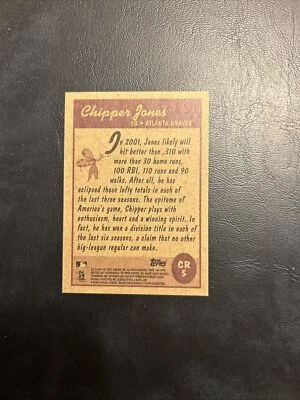 Chipper Jones
3B • ATLANTA BRAVES
In 2001, Jones likely will
hit better than .310 with
more than 30 home runs,
100 RBI, 110 runs and 90
walks. After all, he has
eclipsed those lofty totals in each of
the last three seasons. The epitome of
America's game, Chipper plays with
enthusiasm, heart and a winning spirit. In
fact, he has won a division title in each of
the last six seasons, a claim that no other
big-league regular can make.
Topps
CR
5